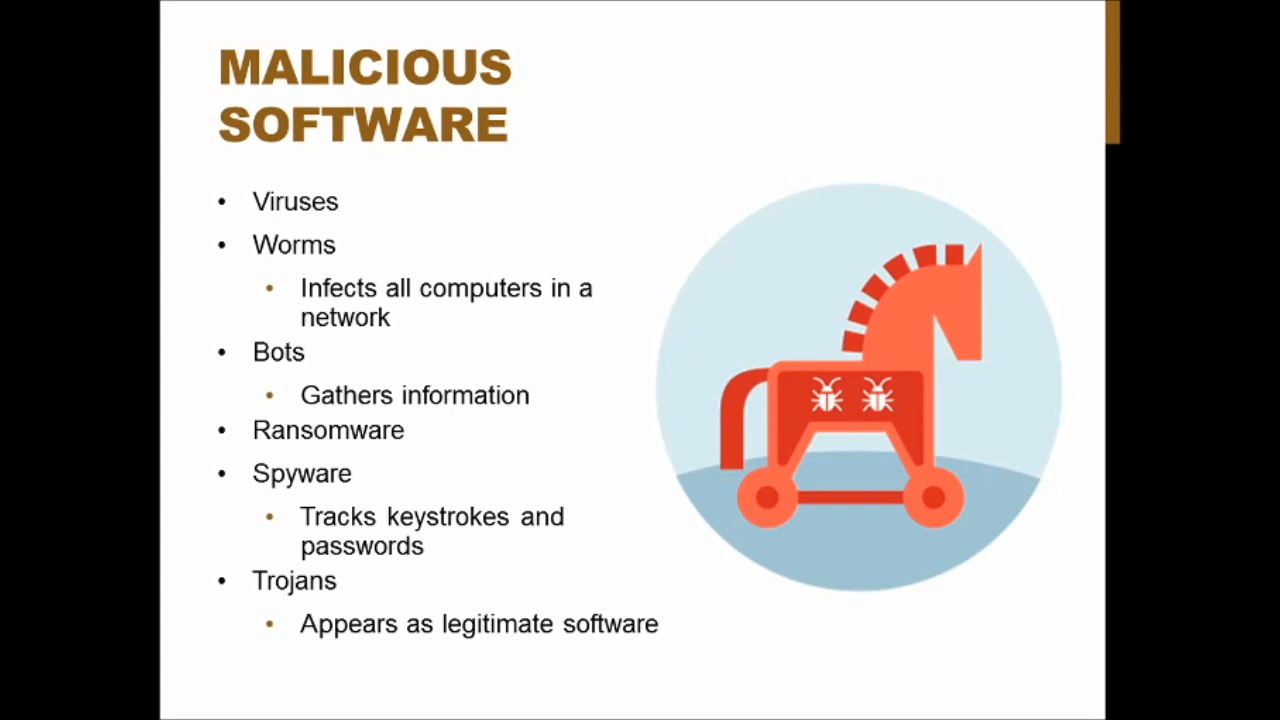 MALICIOUS
SOFTWARE
• Viruses
• Worms
• Infects all computers in a
network
• Bots
• Gathers information
• Ransomware
• Spyware
• Tracks keystrokes and
passwords
• Trojans
• Appears as legitimate software